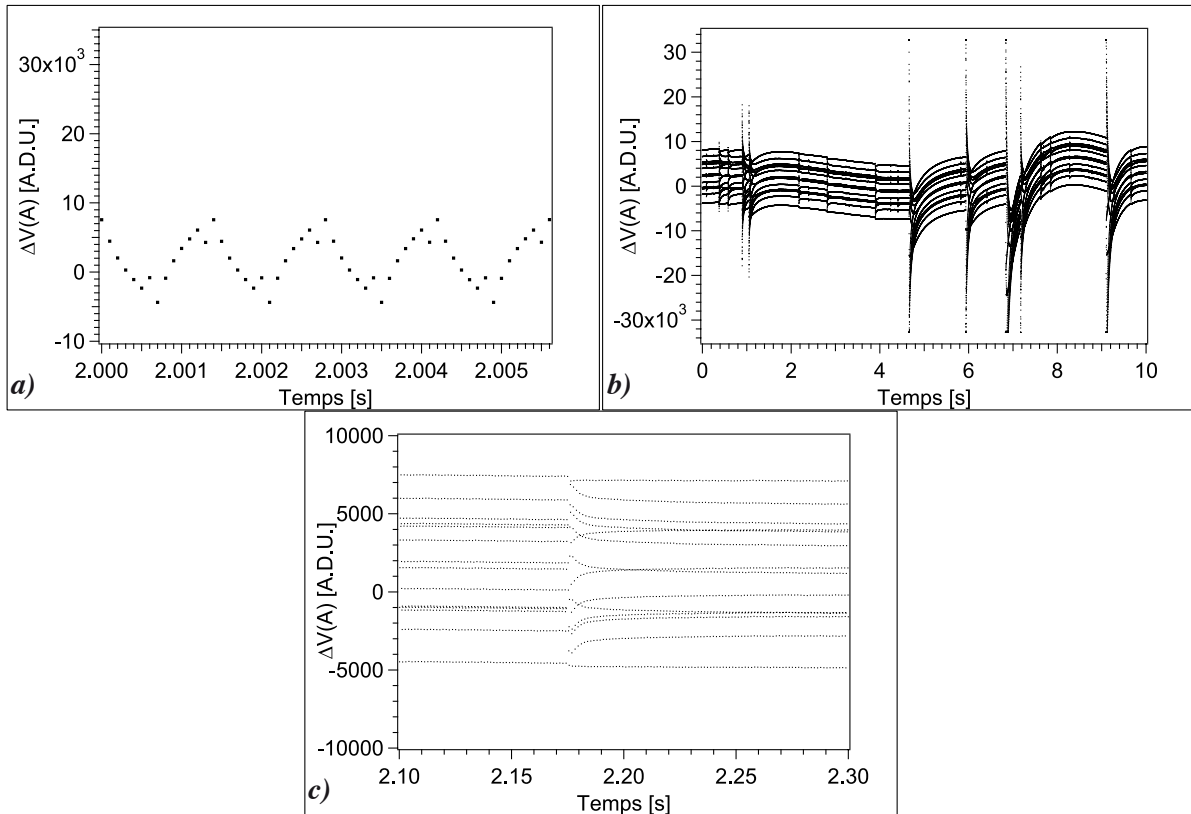 ΔV(A) [A.D.U.]
30x10³
20
10
0
-10
2.000 2.001 2.002 2.003 2.004 2.005
Temps [s]
a)
ΔV(A) [A.D.U.]
30
20
10
0
-10
-20
-30x10³
0 2 4 6 8 10
Temps [s]
b)
ΔV(A) [A.D.U.]
10000
5000
0
-5000
-10000
2.10 2.15 2.20 2.25 2.30
Temps [s]
c)